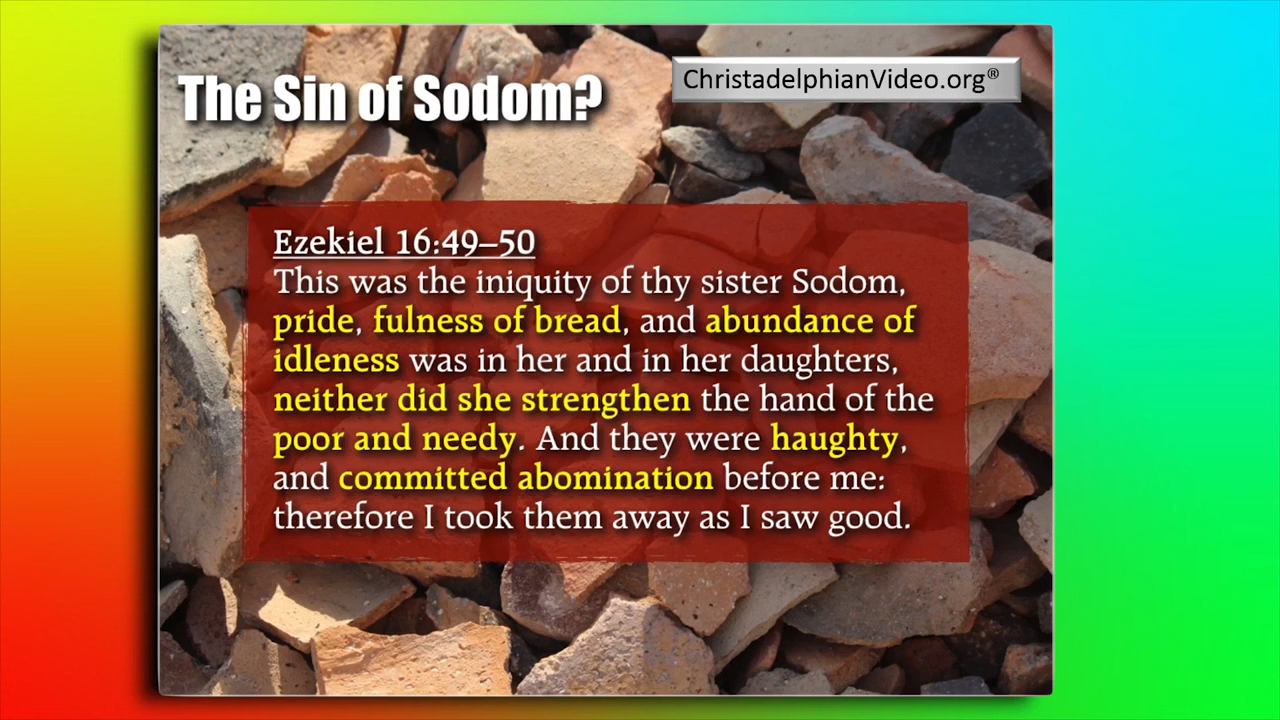 The Sin of Sodom?
ChristadelphianVideo.org®
Ezekiel 16:49–50
This was the iniquity of thy sister Sodom,
pride, fulness of bread, and abundance of
idleness was in her and in her daughters,
neither did she strengthen the hand of the
poor and needy. And they were haughty,
and committed abomination before me:
therefore I took them away as I saw good.